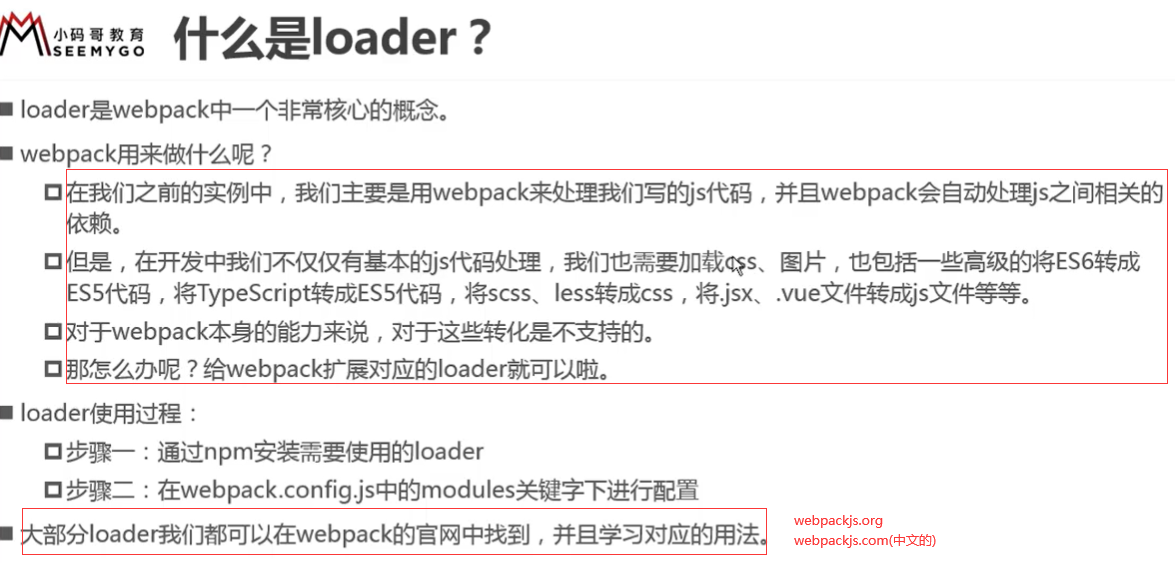 小码哥教育
SEEMYGO
什么是loader？
loader是webpack中一个非常核心的概念。
webpack用来做什么呢？
在我们之前的实例中，我们主要是用webpack来处理我们写的js代码，并且webpack会自动处理js之间相关的
依赖。
但是，在开发中我们不仅仅有基本的js代码处理，我们也需要加载css、图片，也包括一些高级的将ES6转成
ES5代码，将TypeScript转成ES5代码，将scss、less转成css，将.jsx、.vue文件转成js文件等等。
对于webpack本身的能力来说，对于这些转化是不支持的。
那怎么办呢？给webpack扩展对应的loader就可以啦。
loader使用过程：
步骤一：通过npm安装需要使用的loader
步骤二：在webpack.config.js中的modules关键字下进行配置
大部分loader我们都可以在webpack的官网中找到，并且学习对应的用法。
webpackjs.org
webpackjs.com(中文的)